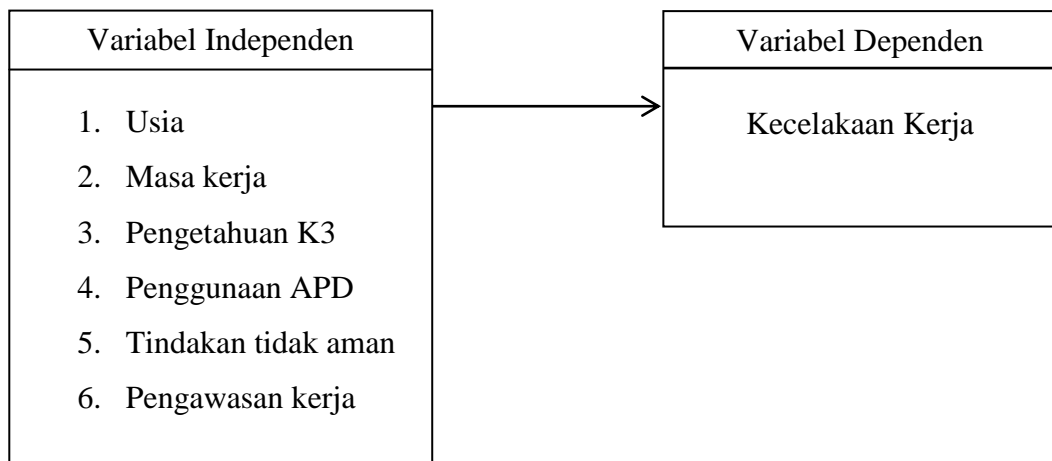 Variabel Independen
1. Usia
2. Masa kerja
3. Pengetahuan K3
4. Penggunaan APD
5. Tindakan tidak aman
6. Pengawasan kerja
Variabel Dependen
Kecelakaan Kerja